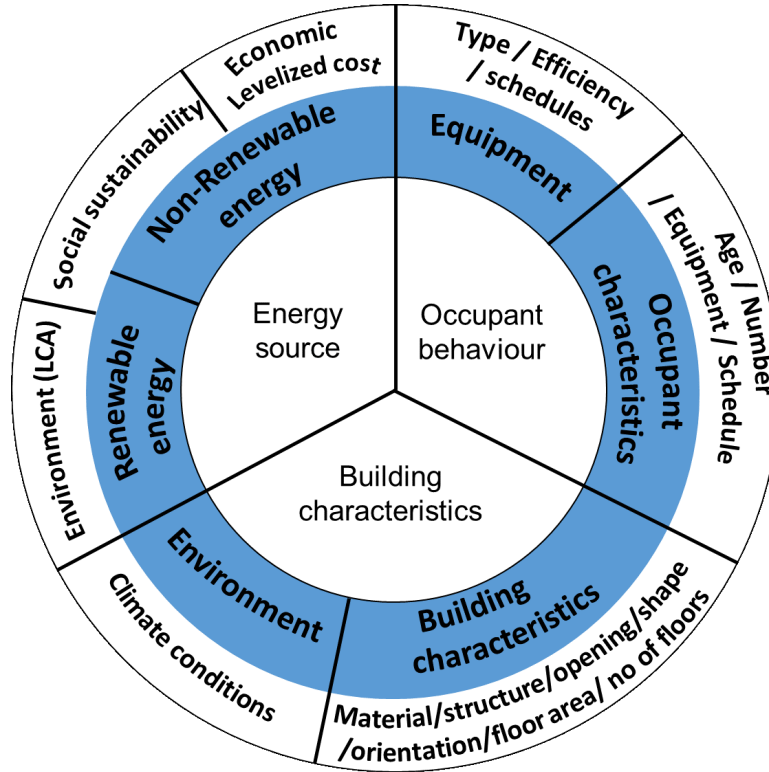 Economic
Levelized cost
Type / Efficiency
/ schedules
Social sustainability
Non-Renewable
energy
Equipment
Age / Number
/ Equipment / Schedule
Occupant
characteristics
Energy
source
Occupant
behaviour
Environment (LCA)
Renewable
energy
Building
characteristics
Environment
Building
characteristics
Climate conditions
Material/structure/opening/shape
/orientation/floor area/ no of floors